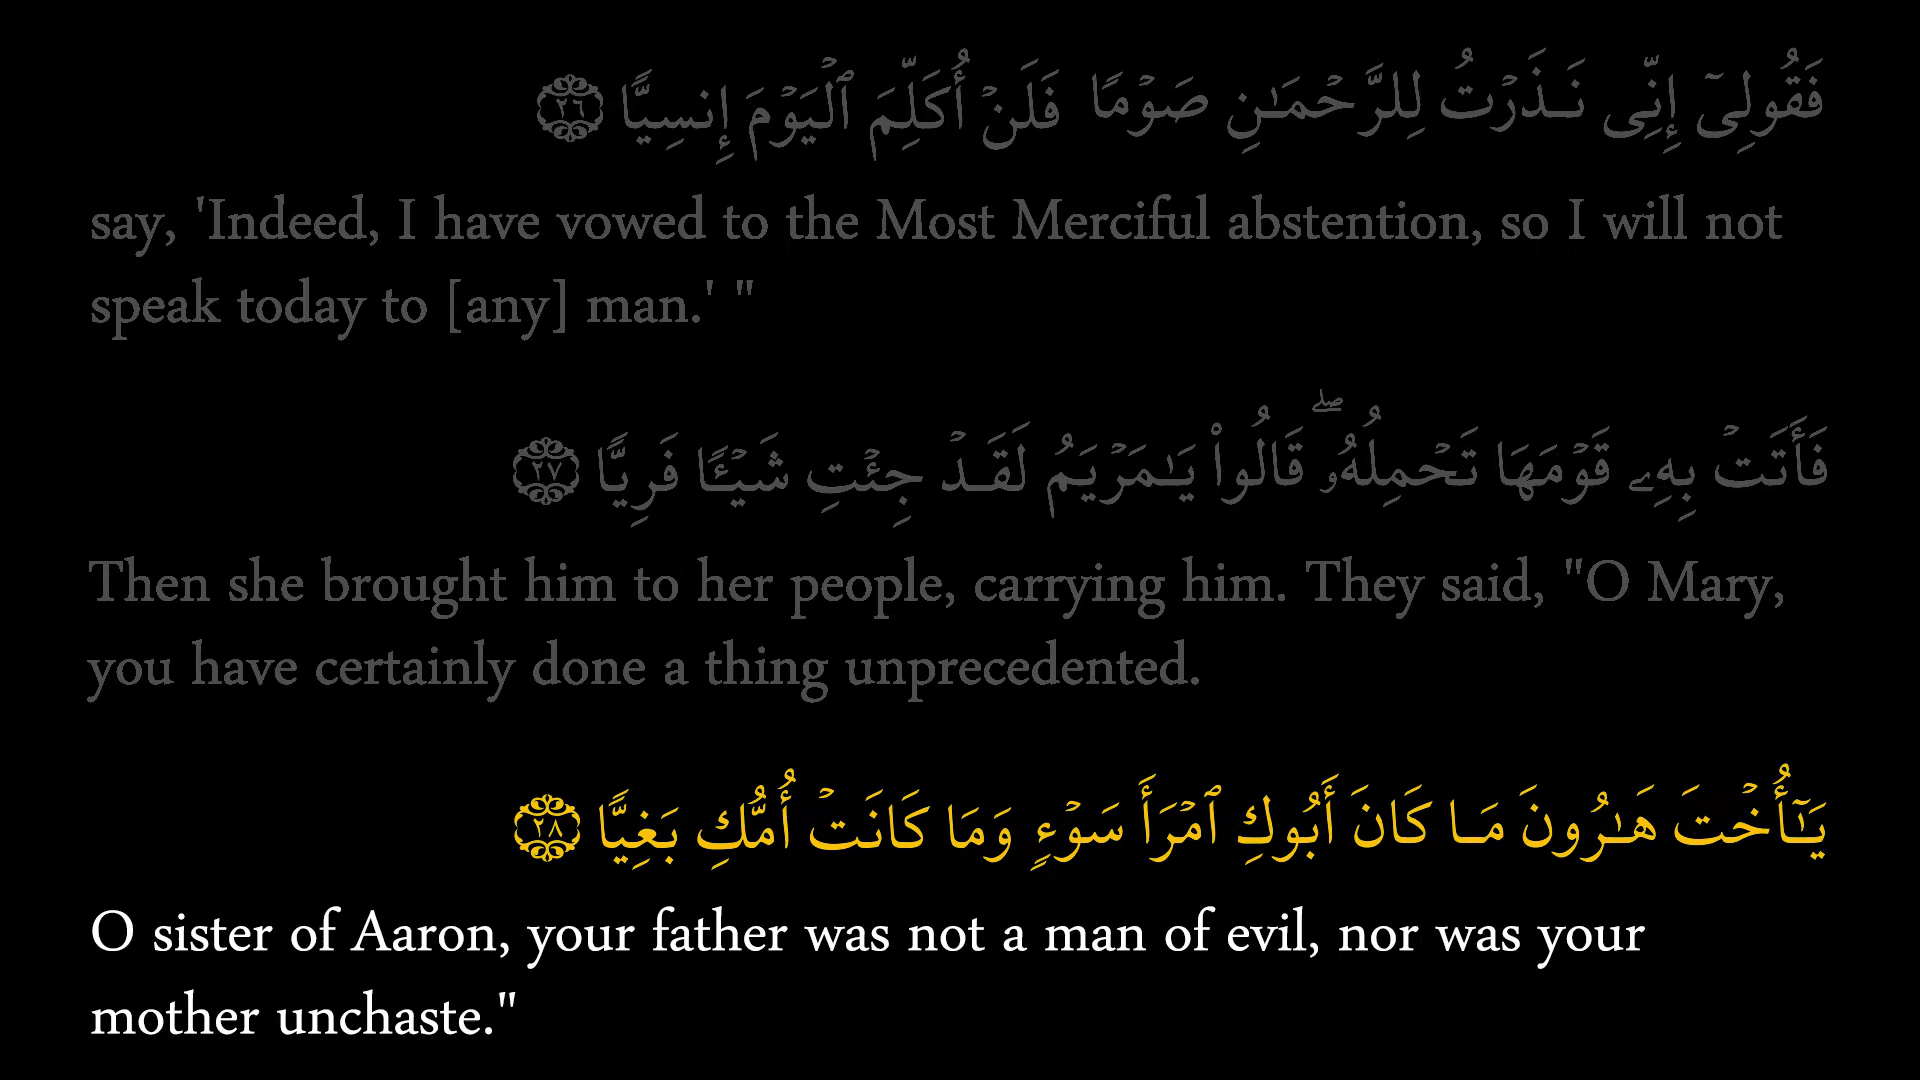 فَقُولِىٓ إِنِّى نَذَرْتُ لِلرَّحْمَـٰنِ صَوْمًا فَلَنْ أُكَلِّمَ ٱلْيَوْمَ إِنسِيًّا ٢٦
say, 'Indeed, I have vowed to the Most Merciful abstention, so I will not
speak today to [any] man.' "
فَأَتَتْ بِهِۦ قَوْمَهَا تَحْمِلُهُۥ ۖ قَالُوا۟ يَـٰمَرْيَمُ لَقَدْ جِئْتِ شَيْـًٔا فَرِيًّا ٢٧
Then she brought him to her people, carrying him. They said, "O Mary,
you have certainly done a thing unprecedented.
يَـٰٓأُخْتَ هَـٰرُونَ مَا كَانَ أَبُوكِ ٱمْرَأَ سَوْءٍ وَمَا كَانَتْ أُمُّكِ بَغِيًّا ٢٨
O sister of Aaron, your father was not a man of evil, nor was your
mother unchaste."